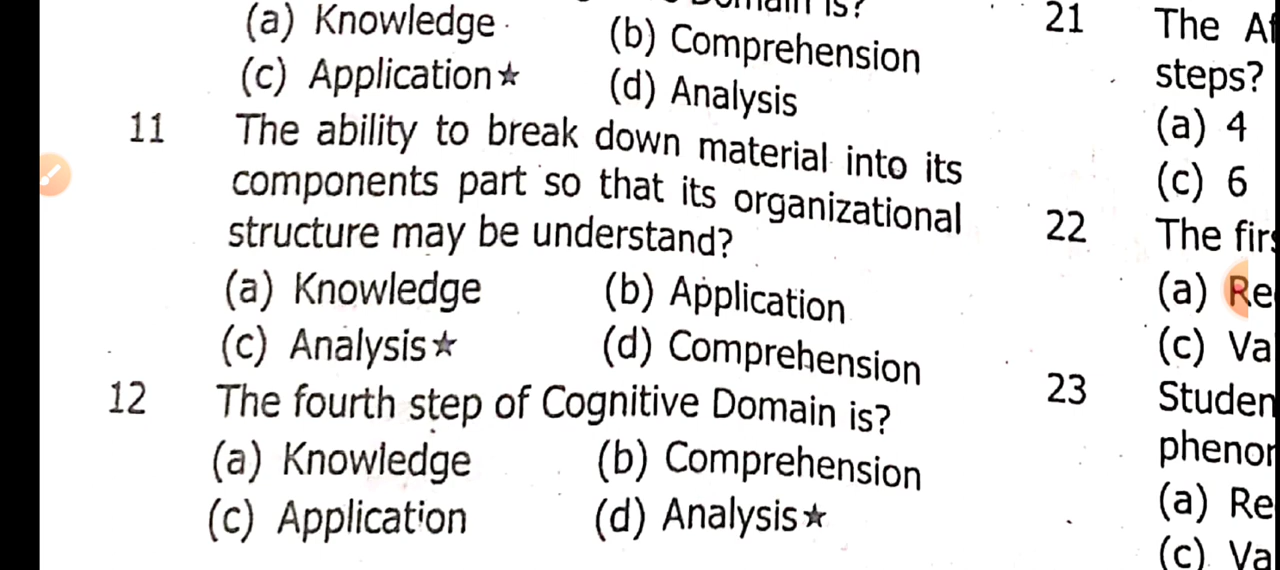 is?
(a) Knowledge (b) Comprehension
(c) Application★ (d) Analysis
11 The ability to break down material into its
components part so that its organizational
structure may be understand?
(a) Knowledge (b) Application
(c) Analysis★ (d) Comprehension
12 The fourth step of Cognitive Domain is?
(a) Knowledge (b) Comprehension
(c) Application (d) Analysis★
21 The
steps?
(a) 4
(c) 6
22 The
(a)
(c)
23
(a)
(c)